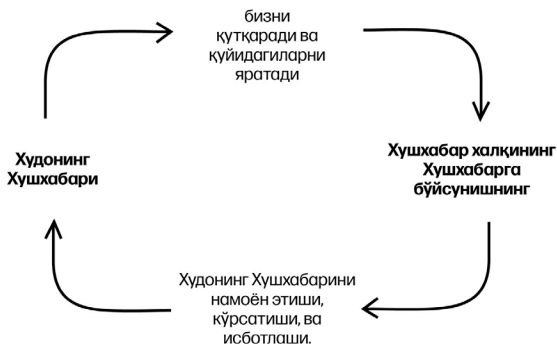 бизни
қутқаради ва
қуйидагиларни
яратади
Худонинг
Хушхабари
Хушхабар халқининг
Хушхабарга
бўйсунишнинг
Худонинг Хушхабарини
намоён этиши,
кўрсатиши, ва
исботлаши.